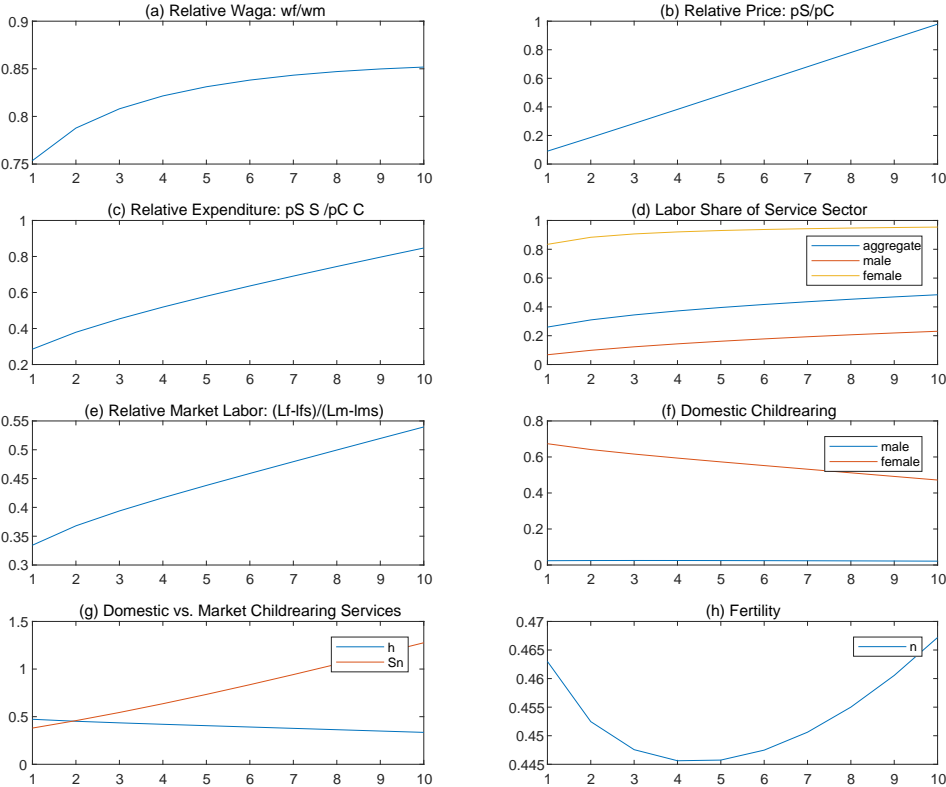 (a) Relative Waga: wf/wm
0.9
0.85
0.8
0.75
1 2 3 4 5 6 7 8 9 10
(b) Relative Price: pS/pC
1
0.8
0.6
0.4
0.2
0
1 2 3 4 5 6 7 8 9 10
(c) Relative Expenditure: pS S /pC C
1
0.8
0.6
0.4
0.2
1 2 3 4 5 6 7 8 9 10
(d) Labor Share of Service Sector
1
0.8
0.6
0.4
0.2
0
aggregate
male
female
1 2 3 4 5 6 7 8 9 10
(e) Relative Market Labor: (Lf-lfs)/(Lm-lms)
0.55
0.5
0.45
0.4
0.35
0.3
1 2 3 4 5 6 7 8 9 10
(f) Domestic Childrearing
0.8
0.6
0.4
0.2
0
male
female
1 2 3 4 5 6 7 8 9 10
(g) Domestic vs. Market Childrearing Services
1.5
1
0.5
0
h
Sn
1 2 3 4 5 6 7 8 9 10
(h) Fertility
0.47
0.465
0.46
0.455
0.45
0.445
n
1 2 3 4 5 6 7 8 9 10